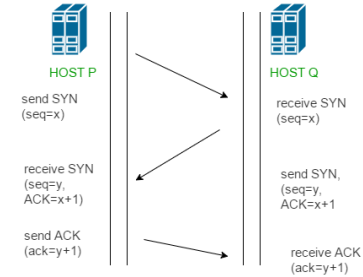 HOST P
HOST Q
send SYN
(seq=x)
receive SYN
(seq=x)
receive SYN
(seq=y,
ACK=x+1)
send SYN,
(seq=y,
ACK=x+1
send ACK
(ack=y+1)
receive ACK
(ack=y+1)